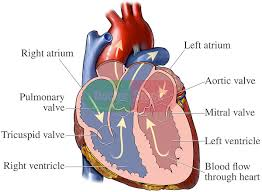 Right atrium
Left atrium
Aortic valve
Pulmonary
valve
Mitral valve
Tricuspid valve
Left ventricle
Right ventricle
Blood flow
through heart